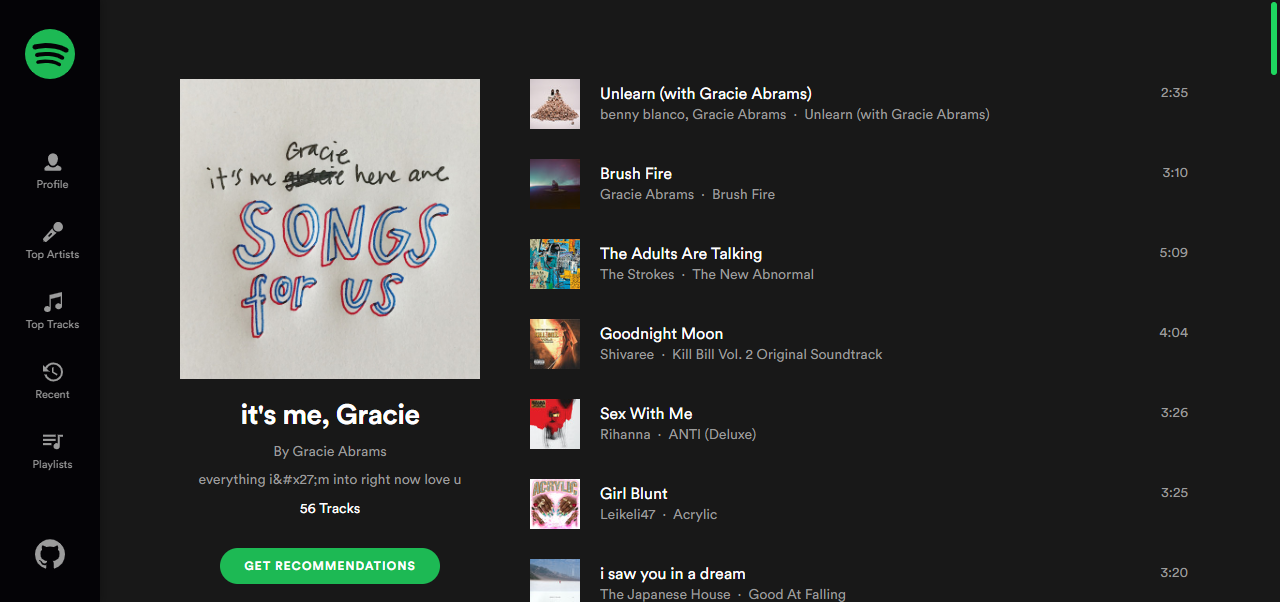 Profile
Top Artists
Top Tracks
Recent
Playlists
Gracie
it's me gracie here are
SONGS
for us
it's me, Gracie
By Gracie Abrams
everything i&#x27;m into right now love u
56 Tracks
GET RECOMMENDATIONS
Unlearn (with Gracie Abrams) 2:35
benny blanco, Gracie Abrams · Unlearn (with Gracie Abrams)
Brush Fire 3:10
Gracie Abrams · Brush Fire
The Adults Are Talking 5:09
The Strokes · The New Abnormal
Goodnight Moon 4:04
Shivaree · Kill Bill Vol. 2 Original Soundtrack
KILL BILL
Sex With Me 3:26
Rihanna · ANTI (Deluxe)
ACRYLIC
Girl Blunt 3:25
Leikeli47 · Acrylic
i saw you in a dream 3:20
The Japanese House · Good At Falling